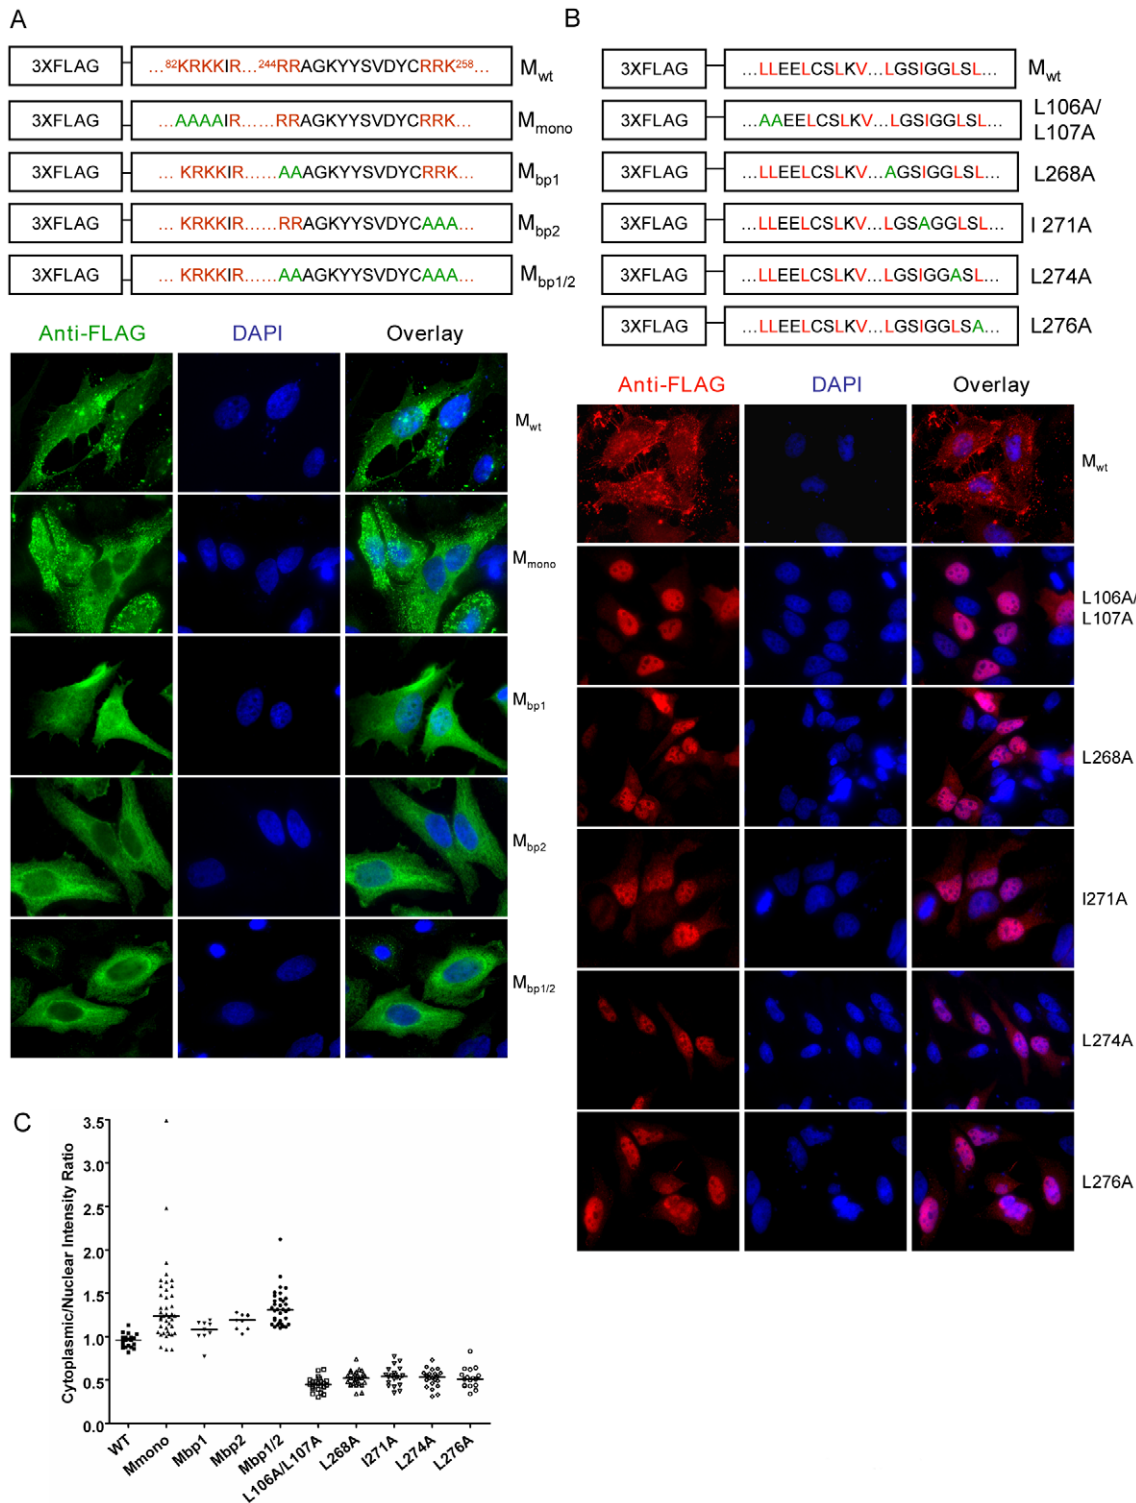 A
3XFLAG …⁸²KRKKIR…²⁴⁴RRAGKYYSVDYCRRK²⁵⁸… Mwt
3XFLAG …AAAAIR……RRAGKYYSVDYCRRK… Mmono
3XFLAG … KRKKIR……AAAGKYYSVDYCRRK… Mbp1
3XFLAG … KRKKIR……RRAGKYYSVDYCAAA… Mbp2
3XFLAG … KRKKIR……AAAGKYYSVDYCAAA… Mbp1/2
Anti-FLAG DAPI Overlay
Mwt
Mmono
Mbp1
Mbp2
Mbp1/2
B
3XFLAG …LLEELCSLKV…LGSIGGLSL… Mwt
3XFLAG …AAEELCSLKV…LGSIGGLSL… L106A/
L107A
3XFLAG …LLEELCSLKV…AGSIGGLSL… L268A
3XFLAG …LLEELCSLKV…LGSAGGLSL… I 271A
3XFLAG …LLEELCSLKV…LGSIGGASL… L274A
3XFLAG …LLEELCSLKV…LGSIGGLSA… L276A
Anti-FLAG DAPI Overlay
Mwt
L106A/
L107A
L268A
I271A
L274A
L276A
C
Cytoplasmic/Nuclear Intensity Ratio
3.5
3.0
2.5
2.0
1.5
1.0
0.5
0.0
WT Mmono Mbp1 Mbp2 Mbp1/2 L106A/L107A L268A I271A L274A L276A